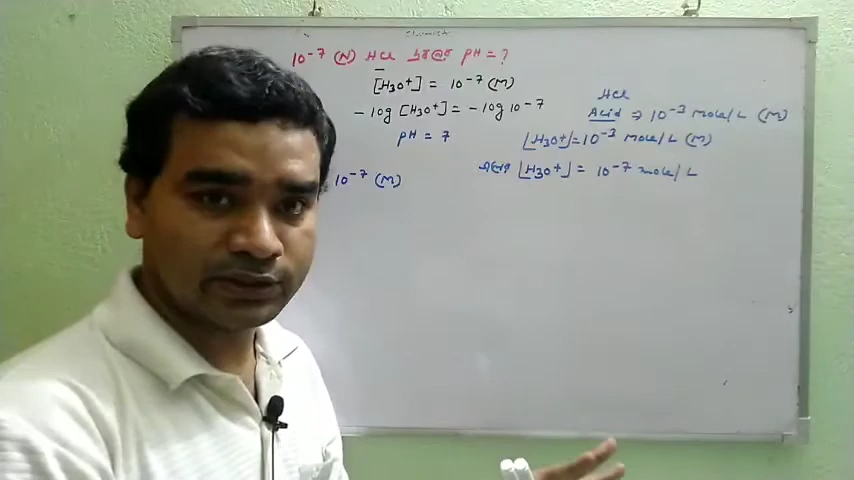 10⁻⁷ (N) HCl দ্রবণের pH = ?
[H₃O⁺] = 10⁻⁷ (M)
− log [H₃O⁺] = − log 10⁻⁷
pH = 7
10⁻⁷ (M)
HCl
Acid ⇒ 10⁻³ mole/L (M)
[H₃O⁺] = 10⁻³ mole/L (M)
[H₃O⁺] = 10⁻⁷ mole/L